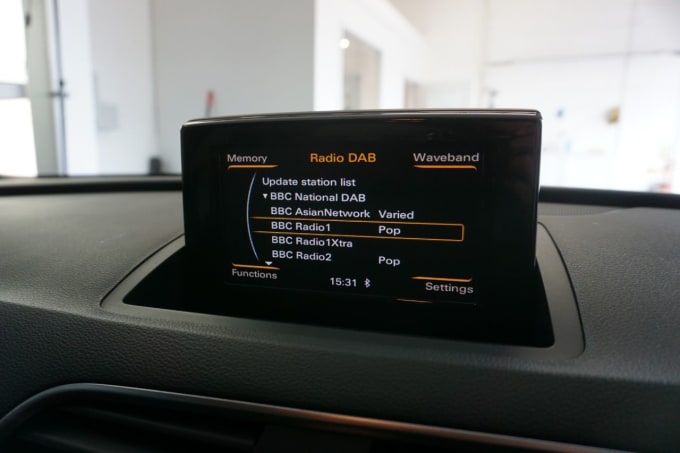 Memory Radio DAB Waveband
Update station list
▼ BBC National DAB
BBC AsianNetwork Varied
BBC Radio1 Pop
BBC Radio1Xtra
BBC Radio2 Pop
Functions 15:31 Settings